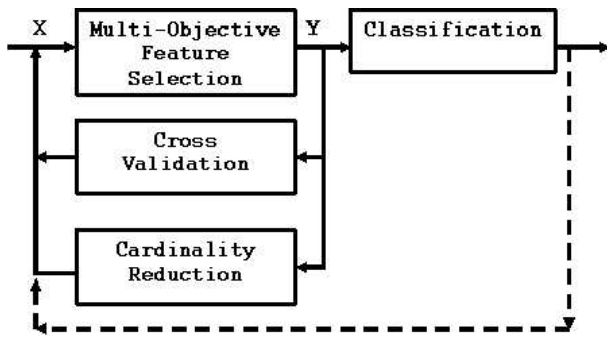 X
Multi-Objective
Feature
Selection
Y
Classification
Cross
Validation
Cardinality
Reduction